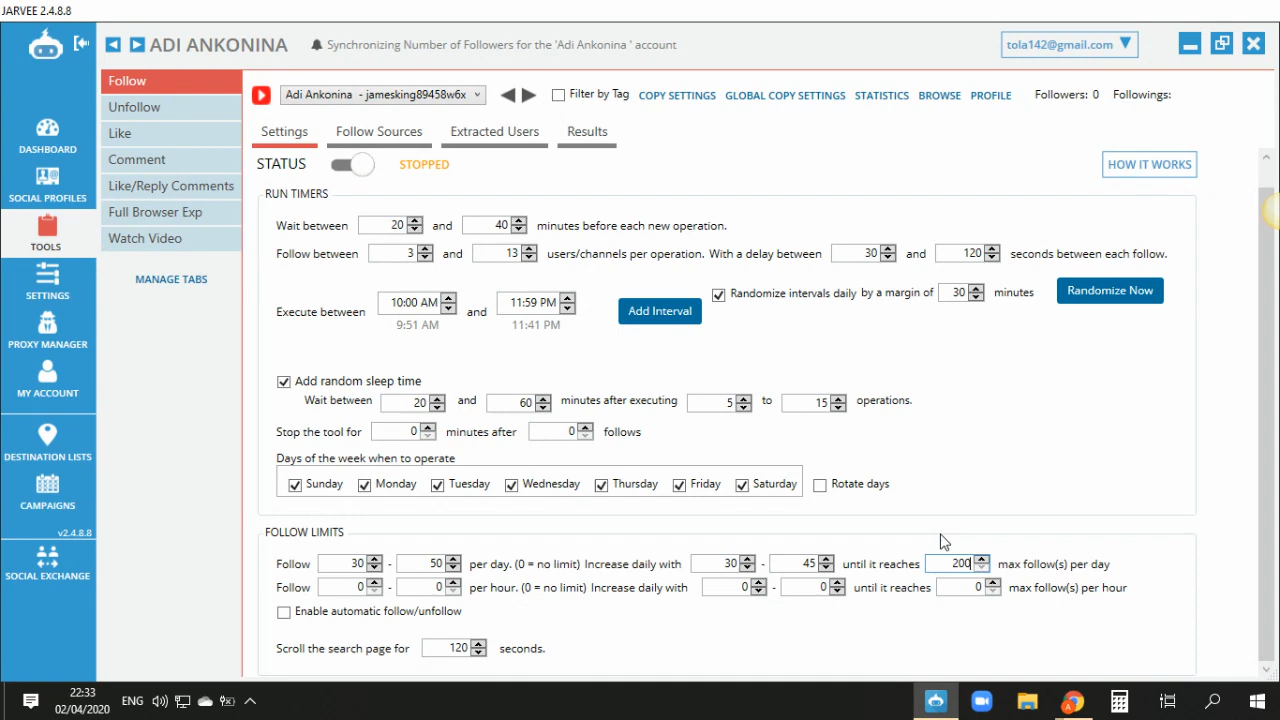 JARVEE 2.4.8.8
ADI ANKONINA
Synchronizing Number of Followers for the 'Adi Ankonina ' account
tola142@gmail.com
Follow
Unfollow
Like
Comment
Like/Reply Comments
Full Browser Exp
Watch Video
MANAGE TABS
DASHBOARD
SOCIAL PROFILES
TOOLS
SETTINGS
PROXY MANAGER
MY ACCOUNT
DESTINATION LISTS
CAMPAIGNS
v2.4.8.8
SOCIAL EXCHANGE
Adi Ankonina - jamesking89458w6x
Filter by Tag
COPY SETTINGS
GLOBAL COPY SETTINGS
STATISTICS
BROWSE
PROFILE
Followers: 0
Followings:
Settings
Follow Sources
Extracted Users
Results
STATUS
STOPPED
HOW IT WORKS
RUN TIMERS
Wait between 20 and 40 minutes before each new operation.
Follow between 3 and 13 users/channels per operation. With a delay between 30 and 120 seconds between each follow.
Execute between 10:00 AM and 11:59 PM
9:51 AM 11:41 PM
Add Interval
Randomize intervals daily by a margin of 30 minutes
Randomize Now
Add random sleep time
Wait between 20 and 60 minutes after executing 5 to 15 operations.
Stop the tool for 0 minutes after 0 follows
Days of the week when to operate
Sunday Monday Tuesday Wednesday Thursday Friday Saturday
Rotate days
FOLLOW LIMITS
Follow 30 - 50 per day. (0 = no limit) Increase daily with 30 - 45 until it reaches 200 max follow(s) per day
Follow 0 - 0 per hour. (0 = no limit) Increase daily with 0 - 0 until it reaches 0 max follow(s) per hour
Enable automatic follow/unfollow
Scroll the search page for 120 seconds.
22:33
02/04/2020
ENG